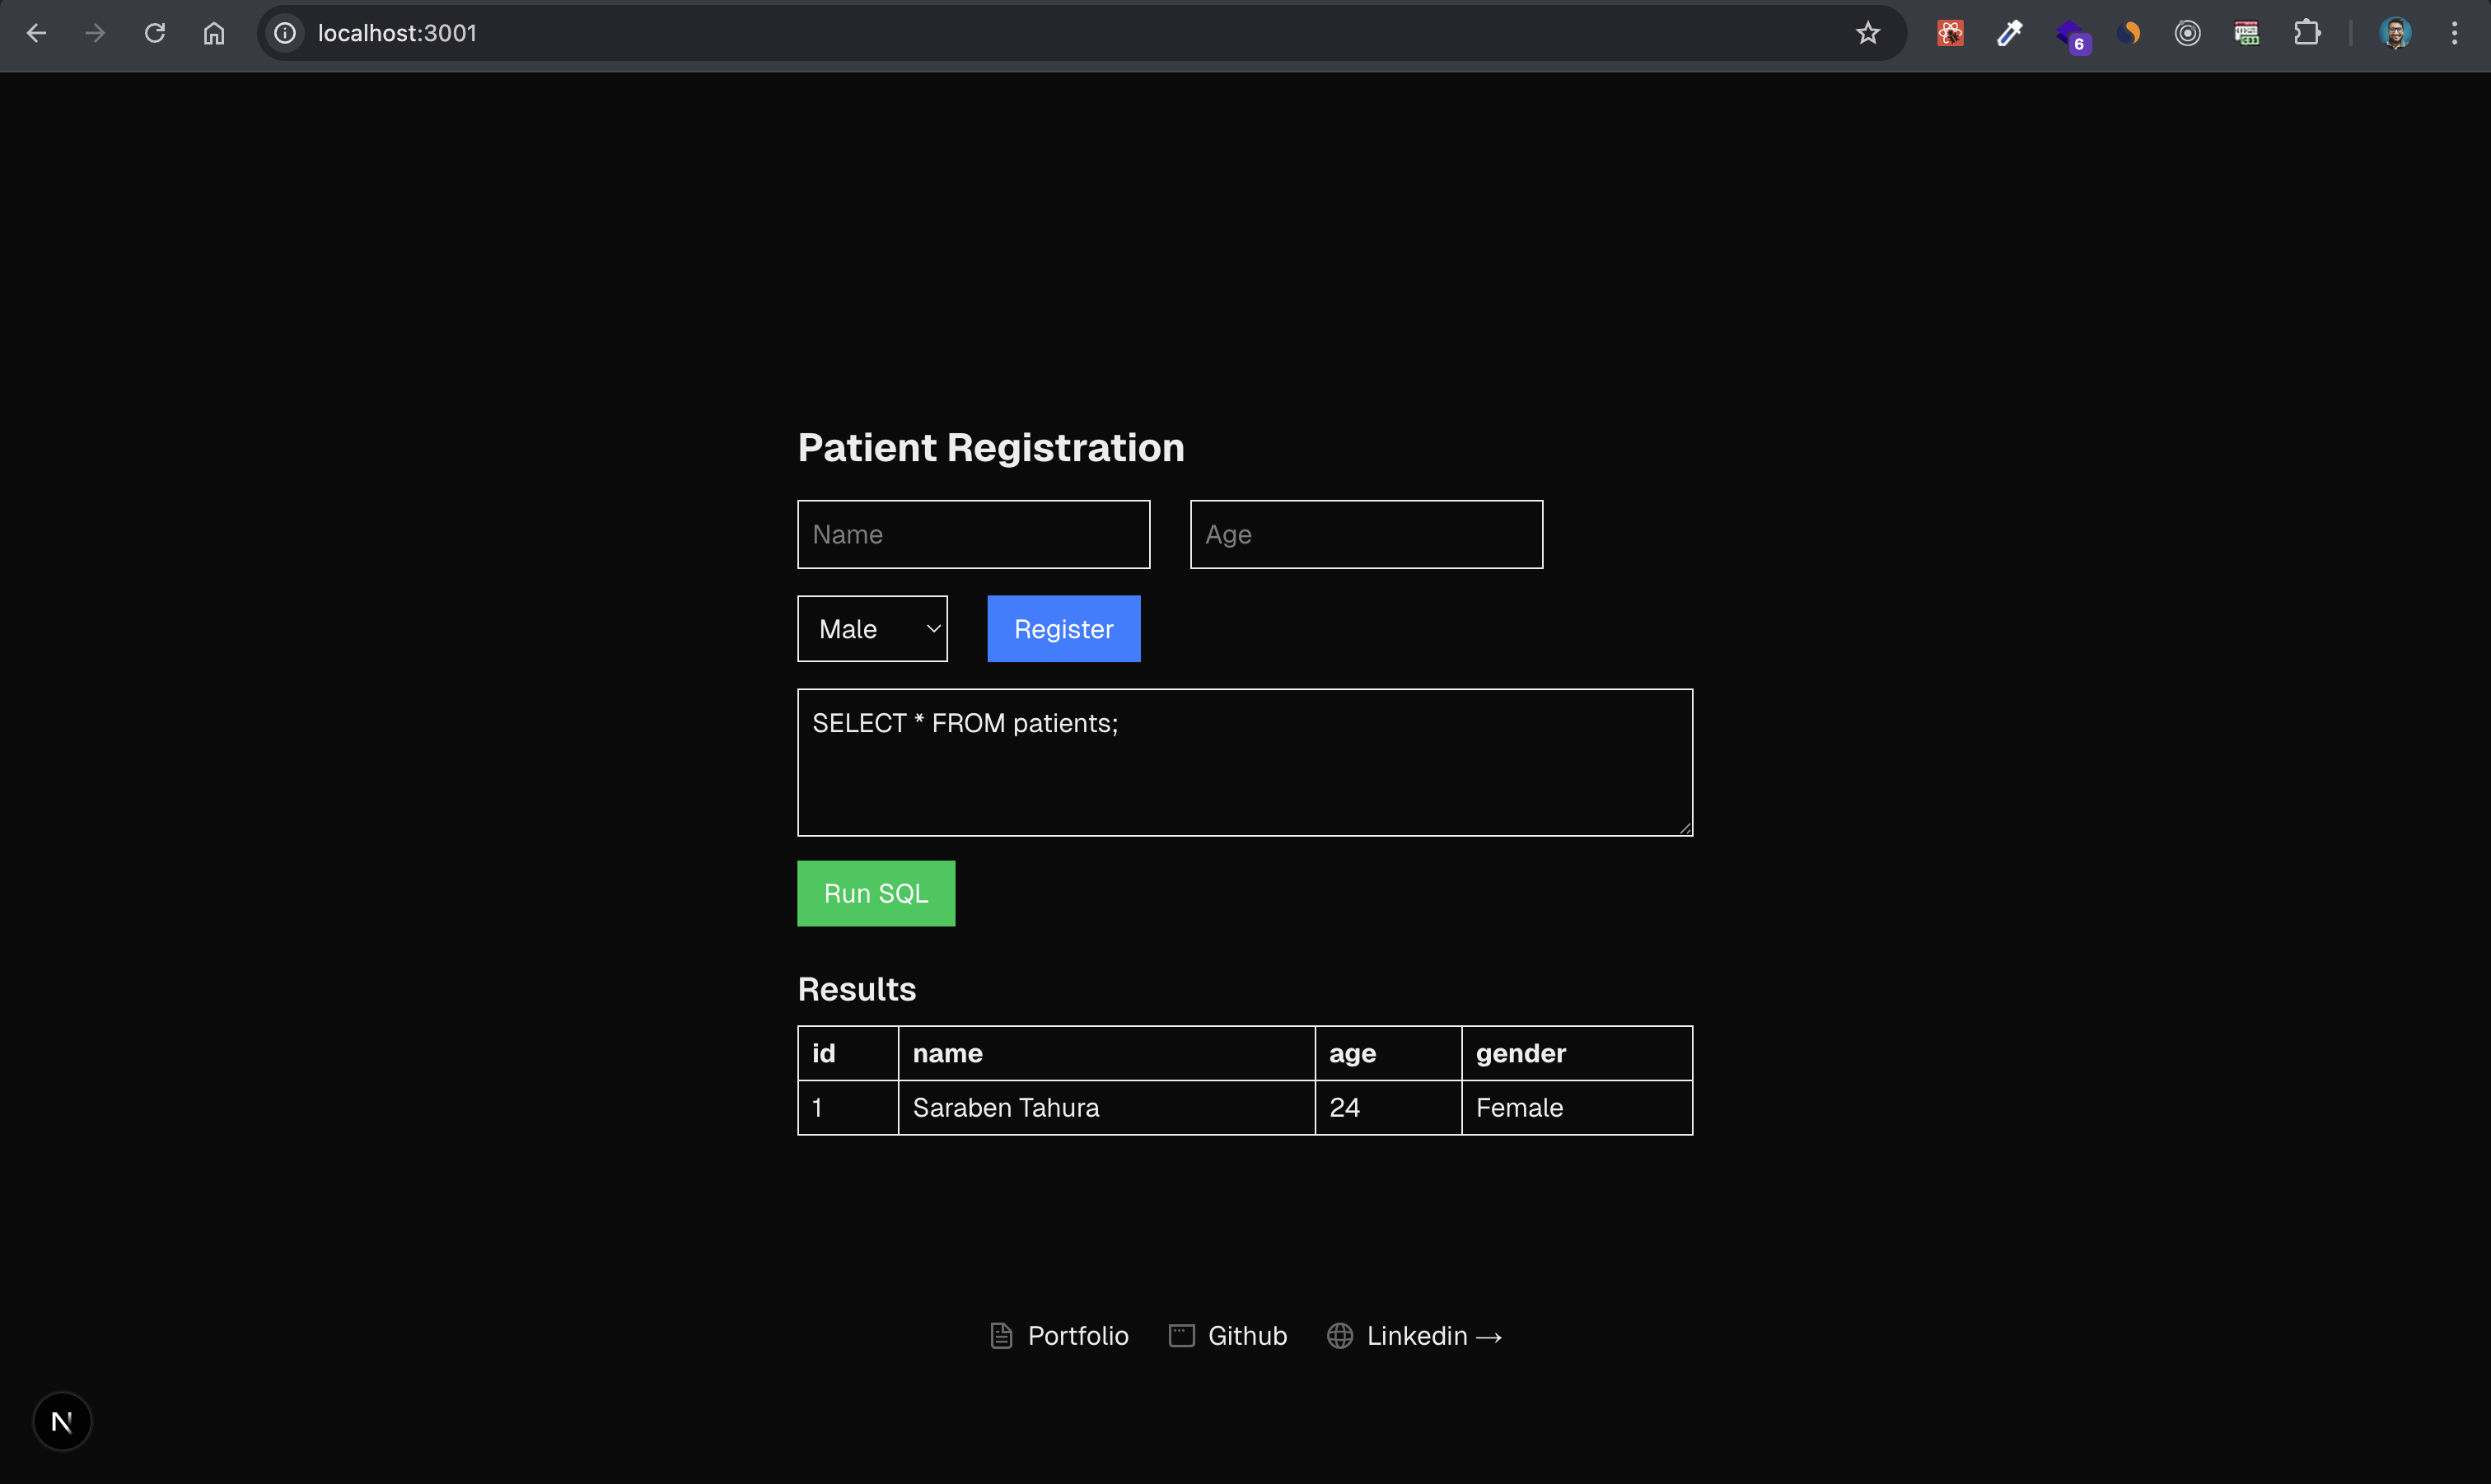 localhost:3001
6
Patient Registration
Name Age
Male Register
SELECT * FROM patients;
Run SQL
Results
id name age gender
1 Saraben Tahura 24 Female
Portfolio Github Linkedin →
N